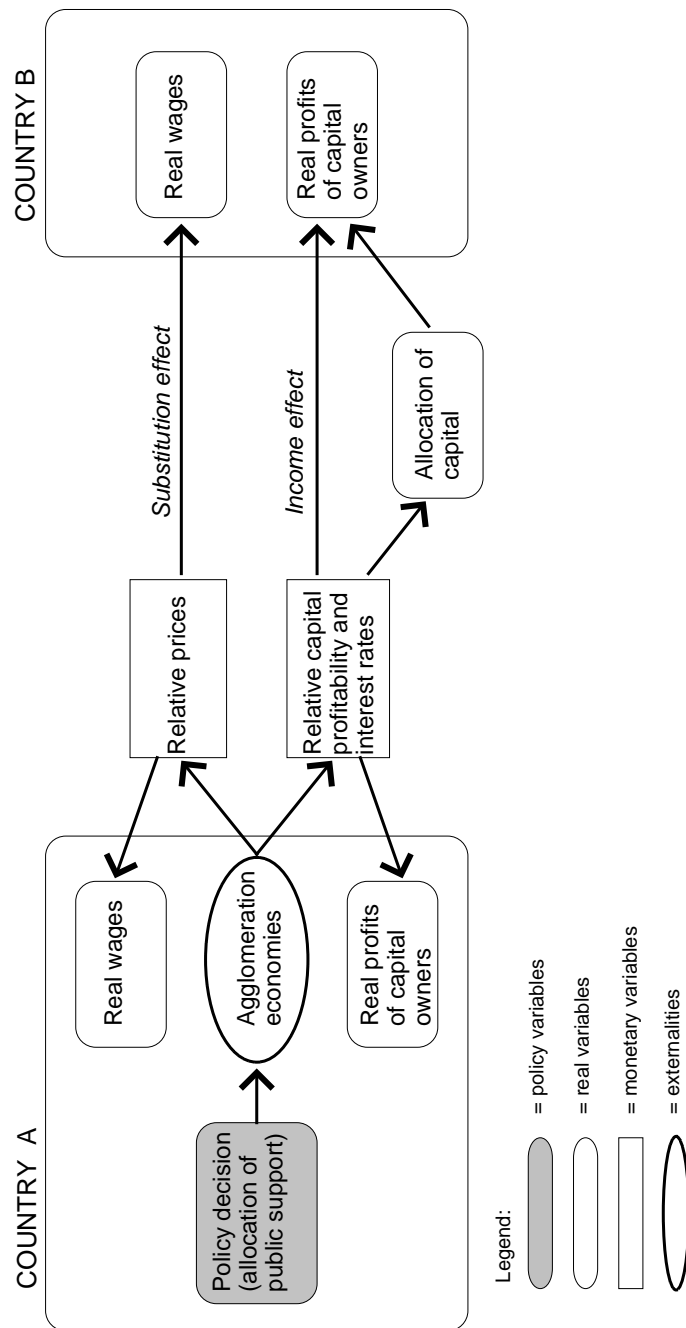 COUNTRY A
Policy decision
(allocation of
public support)
Real wages
Agglomeration
economies
Real profits
of capital
owners
Relative prices
Relative capital
profitability and
interest rates
Substitution effect
Income effect
Allocation of
capital
COUNTRY B
Real wages
Real profits
of capital
owners
Legend:
= policy variables
= real variables
= monetary variables
= externalities